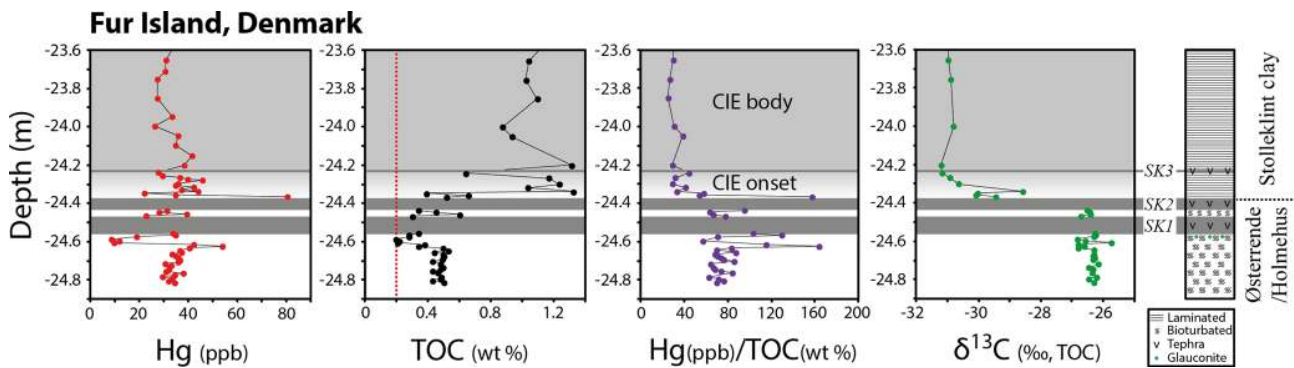 Fur Island, Denmark
-23.6
-23.8
-24.0
-24.2
-24.4
-24.6
-24.8
Depth (m)
0 20 40 60 80
Hg (ppb)
-23.6
-23.8
-24.0
-24.2
-24.4
-24.6
-24.8
0 0.4 0.8 1.2
TOC (wt %)
-23.6
-23.8
-24.0
-24.2
-24.4
-24.6
-24.8
CIE body
CIE onset
0 40 80 120 160 200
Hg(ppb)/TOC(wt %)
-23.6
-23.8
-24.0
-24.2
-24.4
-24.6
-24.8
-32 -30 -28 -26
δ¹³C (‰, TOC)
SK3
SK2
SK1
Stolleklint clay
Østerrende
/Holmehus
Laminated
Bioturbated
Tephra
Glauconite